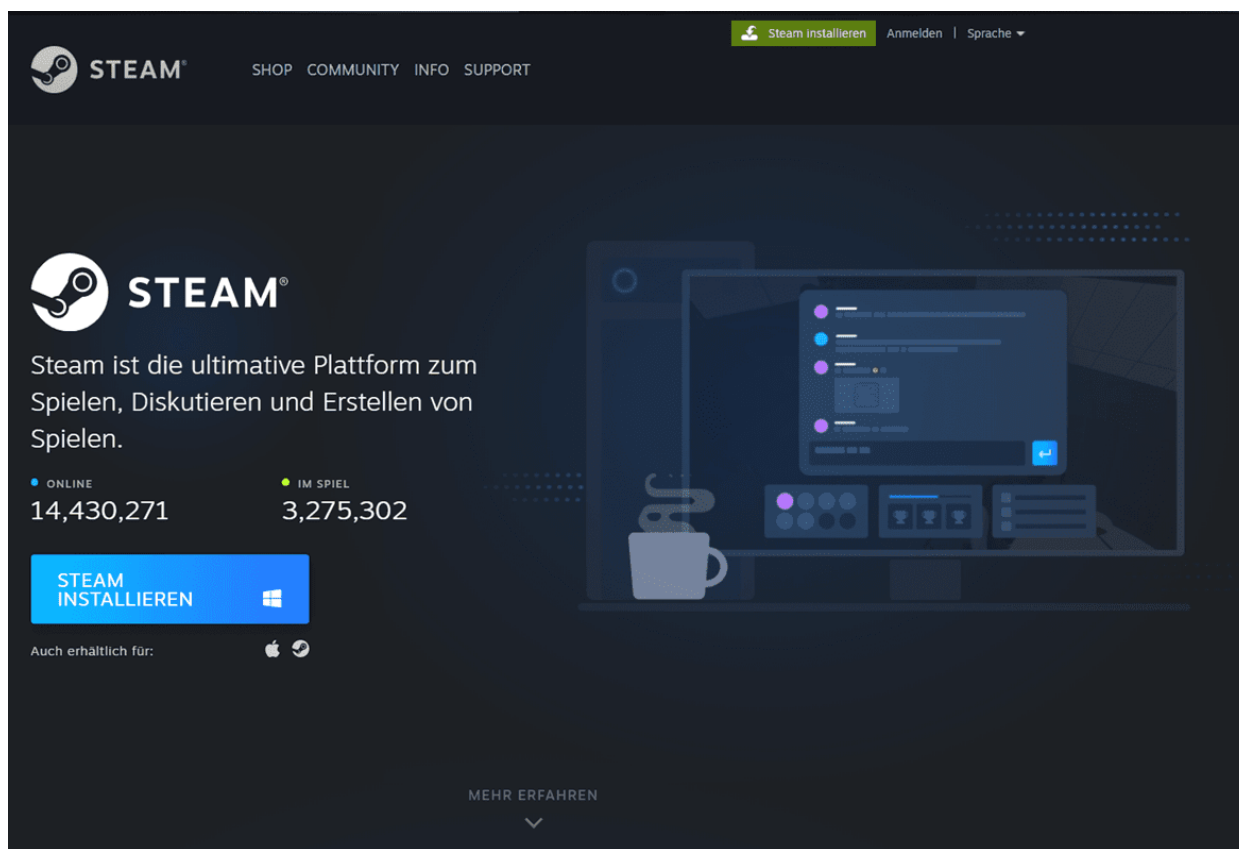 Steam installieren Anmelden | Sprache
STEAM®
SHOP COMMUNITY INFO SUPPORT
STEAM®
Steam ist die ultimative Plattform zum
Spielen, Diskutieren und Erstellen von
Spielen.
ONLINE IM SPIEL
14,430,271 3,275,302
STEAM
INSTALLIEREN
Auch erhältlich für:
MEHR ERFAHREN